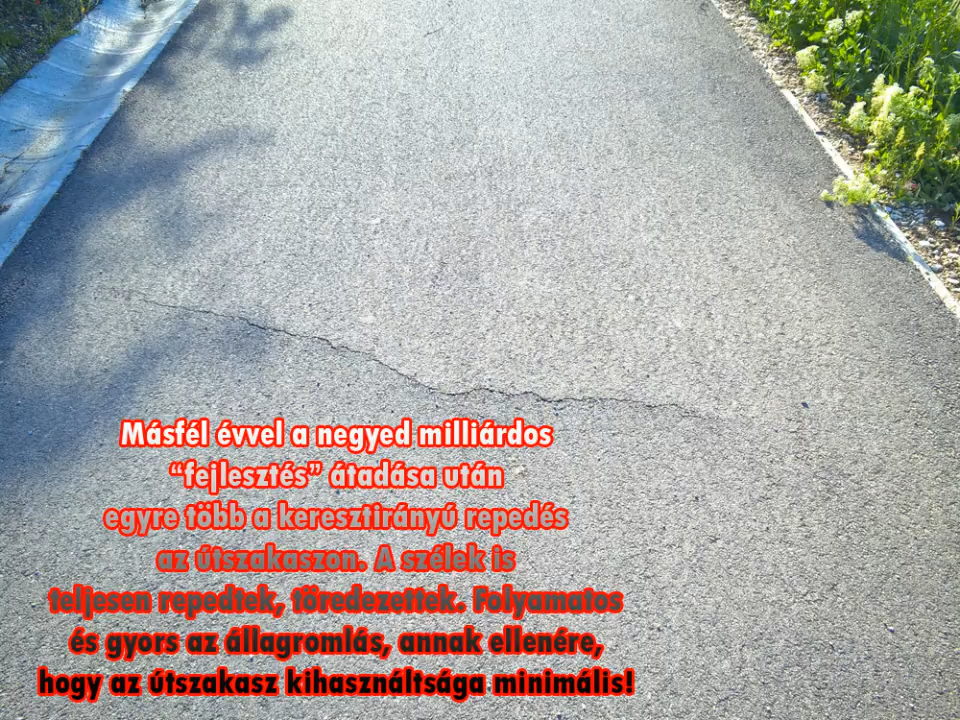 Másfél évvel a negyed milliárdos
“fejlesztés” átadása után
egyre több a keresztirányú repedés
az útszakaszon. A szélek is
teljesen repedtek, töredezettek. Folyamatos
és gyors az állagromlás, annak ellenére,
hogy az útszakasz kihasználtsága minimális!